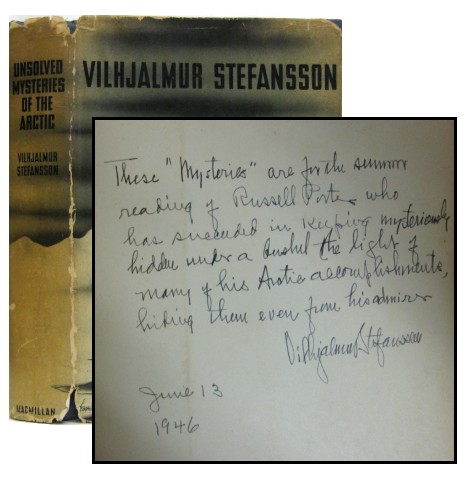 UNSOLVED
MYSTERIES
OF THE
ARCTIC
VILHJALMUR
STEFANSSON
MACMILLAN
VILHJALMUR STEFANSSON
These "Mysteries" are for the summer
reading of Russell Porter who
has succeeded in keeping mysteriously
hidden under a bushel the light of
many of his Arctic accomplishments,
hiding them even from his admirer
Vilhjalmur Stefansson
June 13
1946